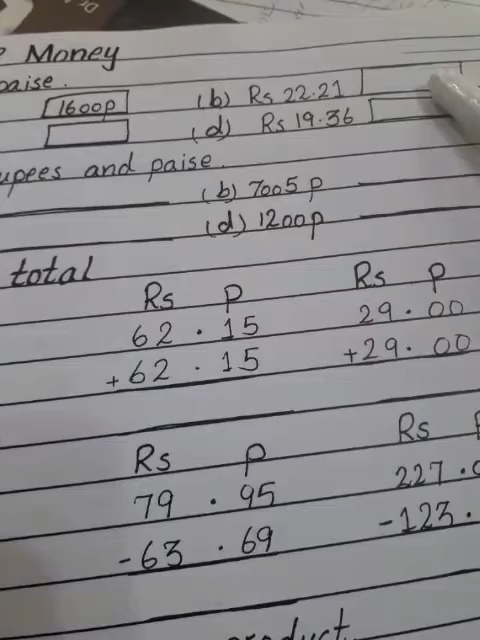 Money
paise.
1600p (b) Rs 22.21
(d) Rs 19.36
upees and paise.
(b) 7005 p
(d) 1200p
total
Rs P Rs P
62 . 15 29 . 00
+62 . 15 +29 . 00
Rs P Rs
79 . 95 227 .
-63 . 69 -123 .
product